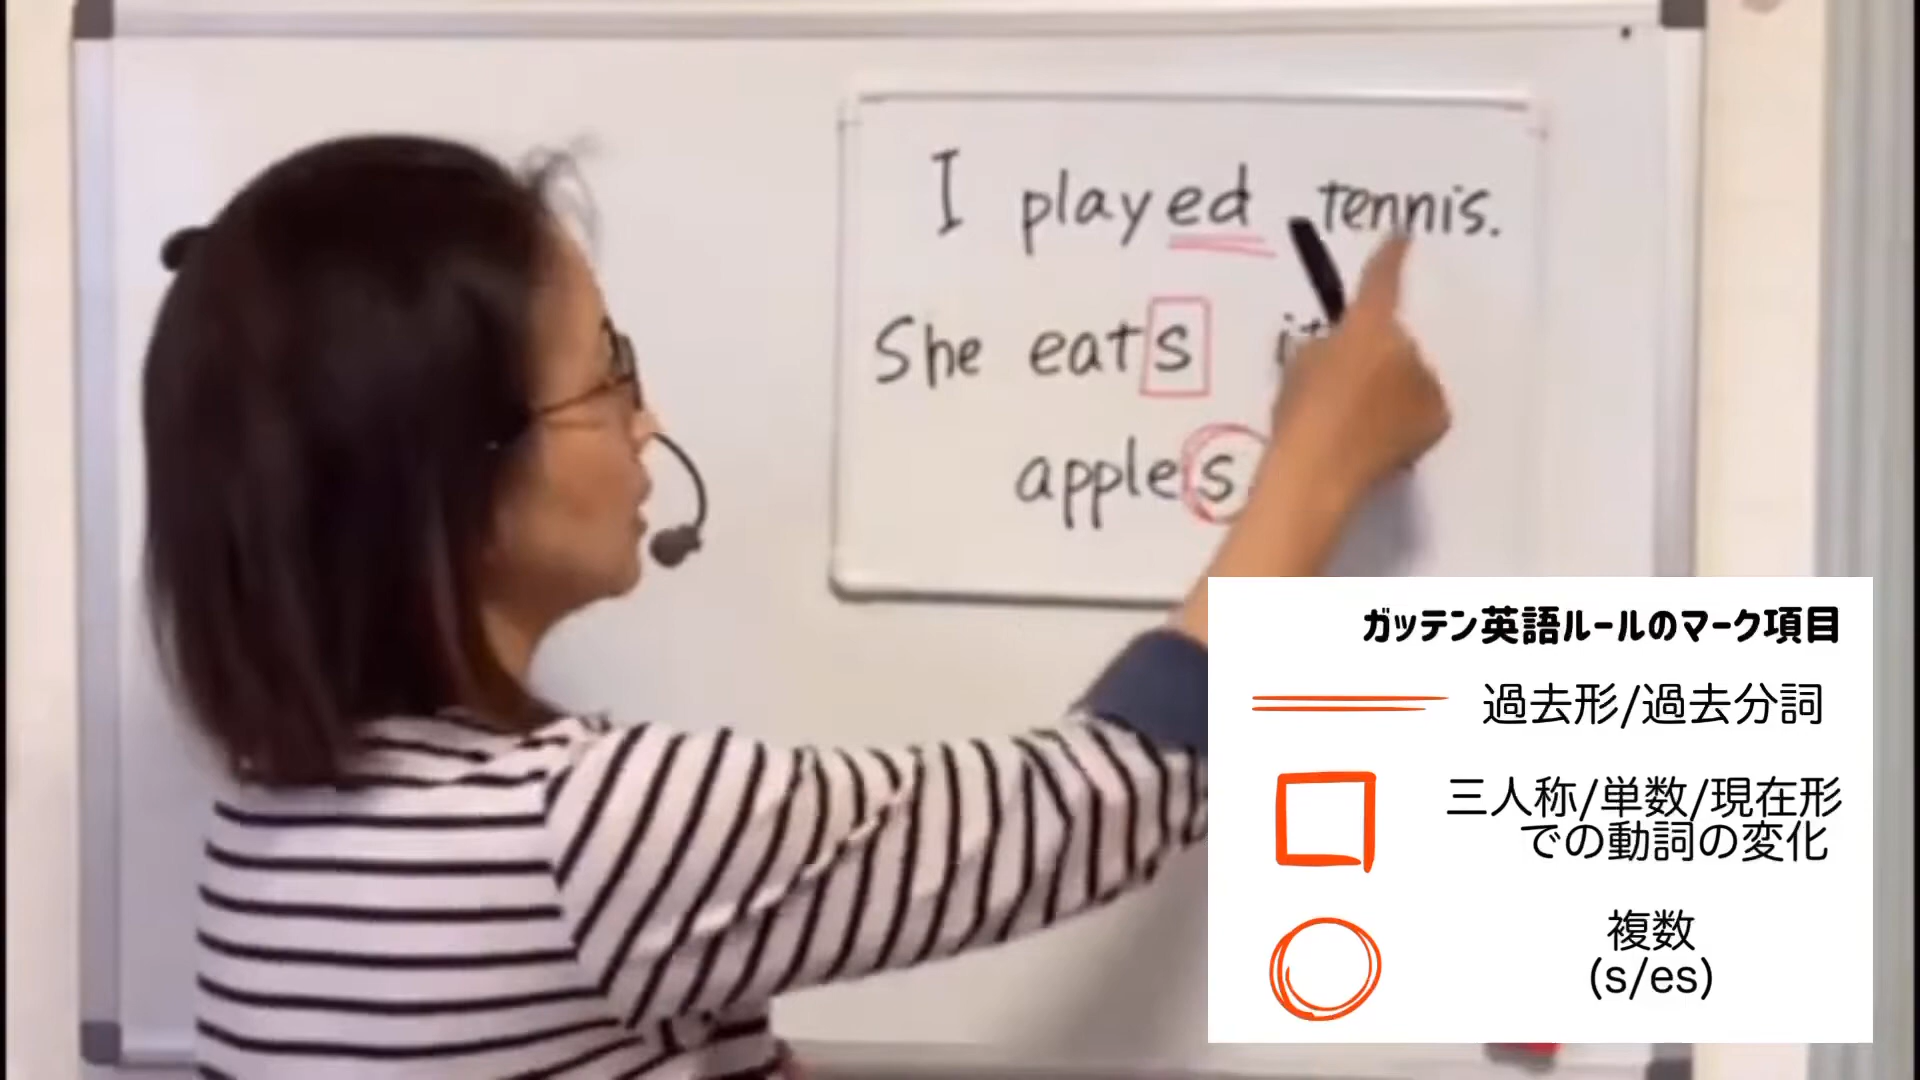 I played tennis.
She eats it
apples
ガッテン英語ルールのマーク項目
過去形/過去分詞
三人称/単数/現在形
での動詞の変化
複数
(s/es)